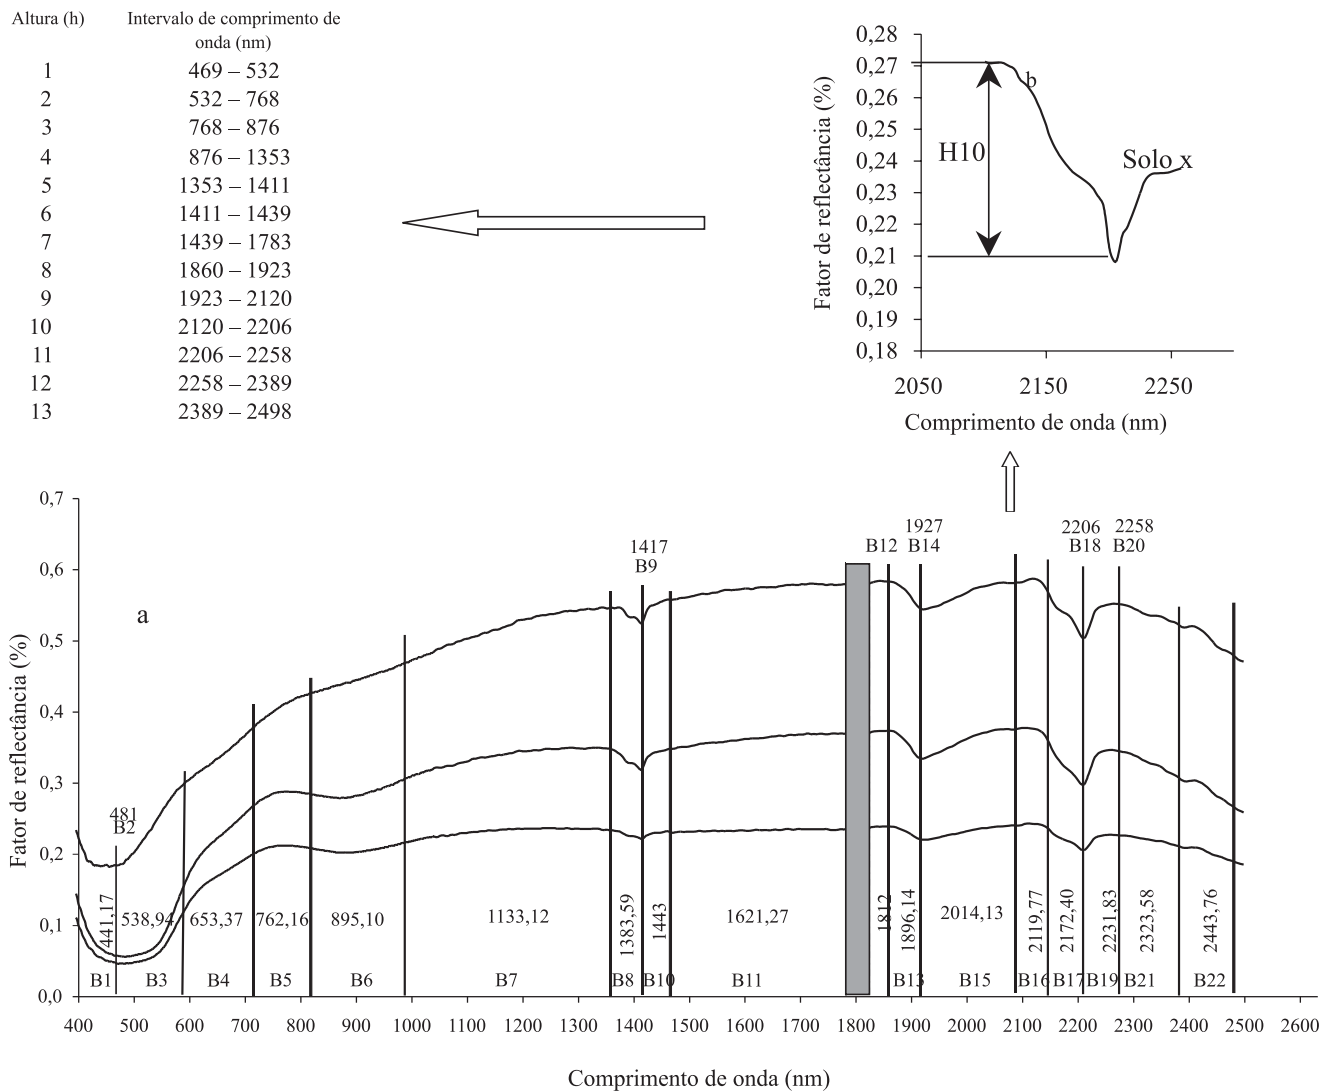 Altura (h) Intervalo de comprimento de
onda (nm)
1 469 – 532
2 532 – 768
3 768 – 876
4 876 – 1353
5 1353 – 1411
6 1411 – 1439
7 1439 – 1783
8 1860 – 1923
9 1923 – 2120
10 2120 – 2206
11 2206 – 2258
12 2258 – 2389
13 2389 – 2498
Fator de reflectância (%)
0,28
0,27
0,26
0,25
0,24
0,23
0,22
0,21
0,20
0,19
0,18
b
H10
Solo x
2050 2150 2250
Comprimento de onda (nm)
Fator de reflectância (%)
0,7
0,6
0,5
0,4
0,3
0,2
0,1
0,0
a
481
B2
1417
B9
B12
1927
B14
2206
B18
2258
B20
441,17 538,94 653,37 762,16 895,10 1133,12 1383,59 1443 1621,27 1812 1896,14 2014,13 2119,77 2172,40 2231,83 2323,58 2443,76
B1 B3 B4 B5 B6 B7 B8 B10 B11 B13 B15 B16 B17 B19 B21 B22
400 500 600 700 800 900 1000 1100 1200 1300 1400 1500 1600 1700 1800 1900 2000 2100 2200 2300 2400 2500 2600
Comprimento de onda (nm)